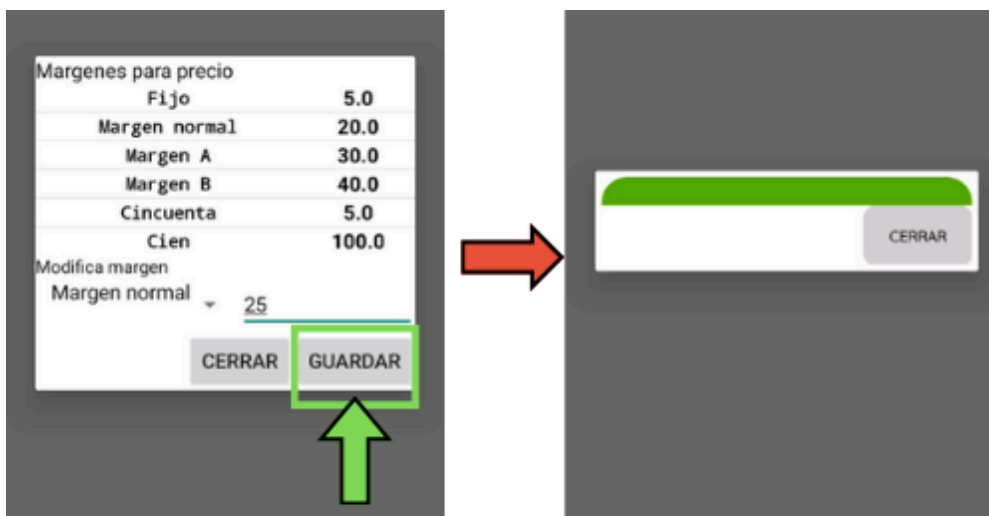 Margenes para precio
Fijo 5.0
Margen normal 20.0
Margen A 30.0
Margen B 40.0
Cincuenta 5.0
Cien 100.0
Modifica margen
Margen normal 25
CERRAR GUARDAR
CERRAR